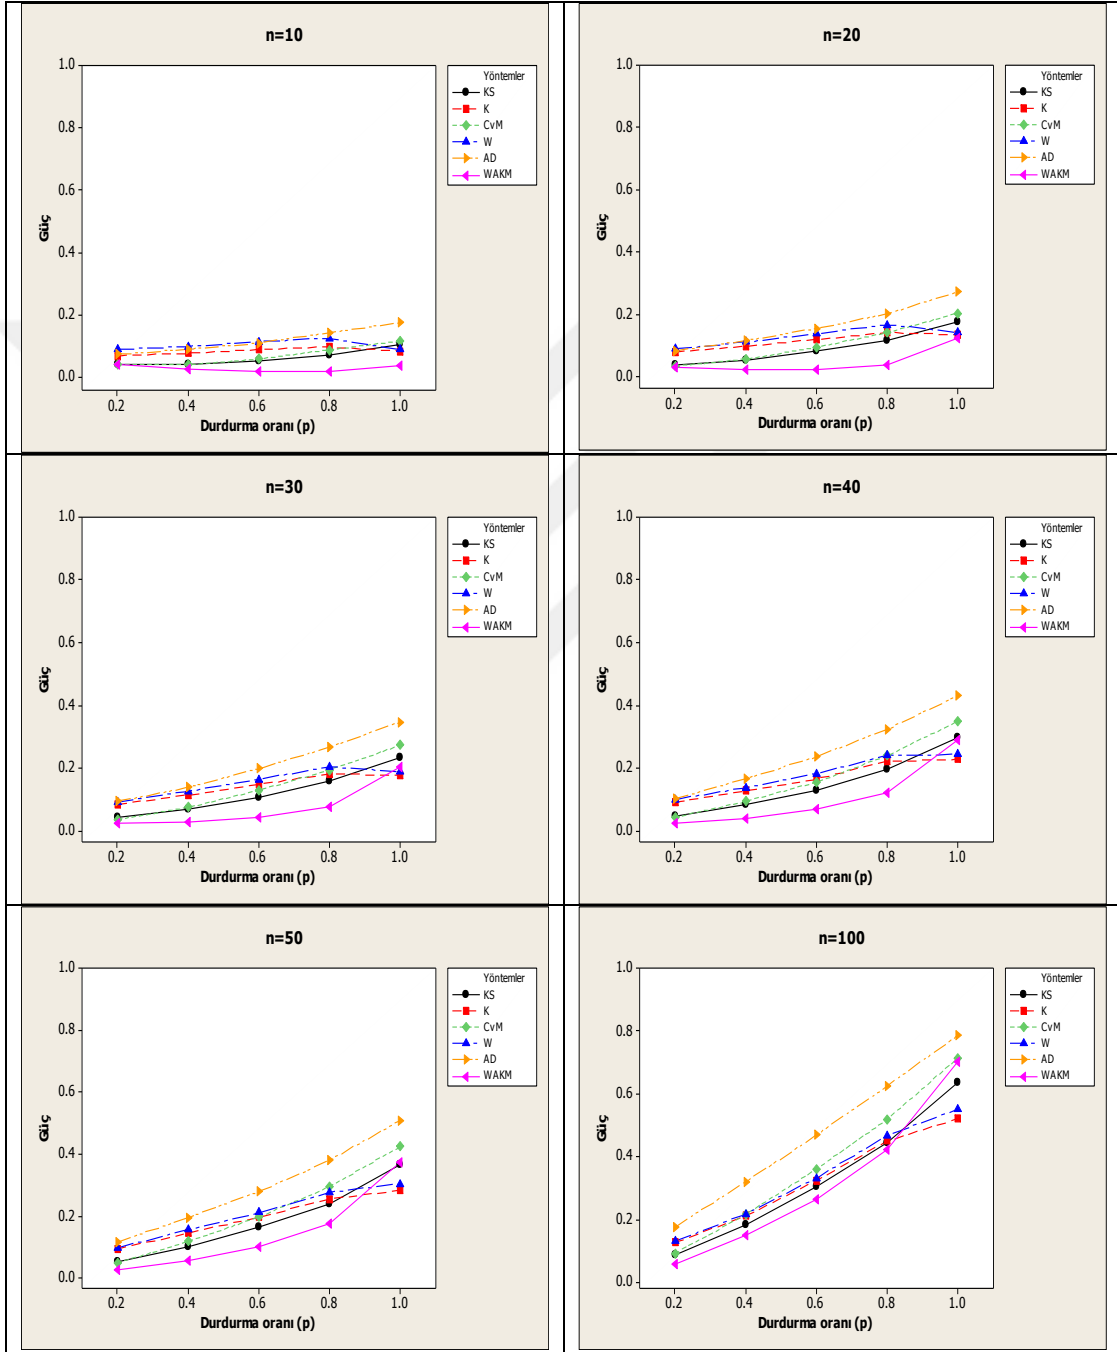 n=10
1.0
0.8
0.6
0.4
0.2
0.0
Güç
0.2 0.4 0.6 0.8 1.0
Durdurma oranı (p)
Yöntemler
KS
K
CvM
W
AD
WAKM
n=20
1.0
0.8
0.6
0.4
0.2
0.0
Güç
0.2 0.4 0.6 0.8 1.0
Durdurma oranı (p)
Yöntemler
KS
K
CvM
W
AD
WAKM
n=30
1.0
0.8
0.6
0.4
0.2
0.0
Güç
0.2 0.4 0.6 0.8 1.0
Durdurma oranı (p)
Yöntemler
KS
K
CvM
W
AD
WAKM
n=40
1.0
0.8
0.6
0.4
0.2
0.0
Güç
0.2 0.4 0.6 0.8 1.0
Durdurma oranı (p)
Yöntemler
KS
K
CvM
W
AD
WAKM
n=50
1.0
0.8
0.6
0.4
0.2
0.0
Güç
0.2 0.4 0.6 0.8 1.0
Durdurma oranı (p)
Yöntemler
KS
K
CvM
W
AD
WAKM
n=100
1.0
0.8
0.6
0.4
0.2
0.0
Güç
0.2 0.4 0.6 0.8 1.0
Durdurma oranı (p)
Yöntemler
KS
K
CvM
W
AD
WAKM